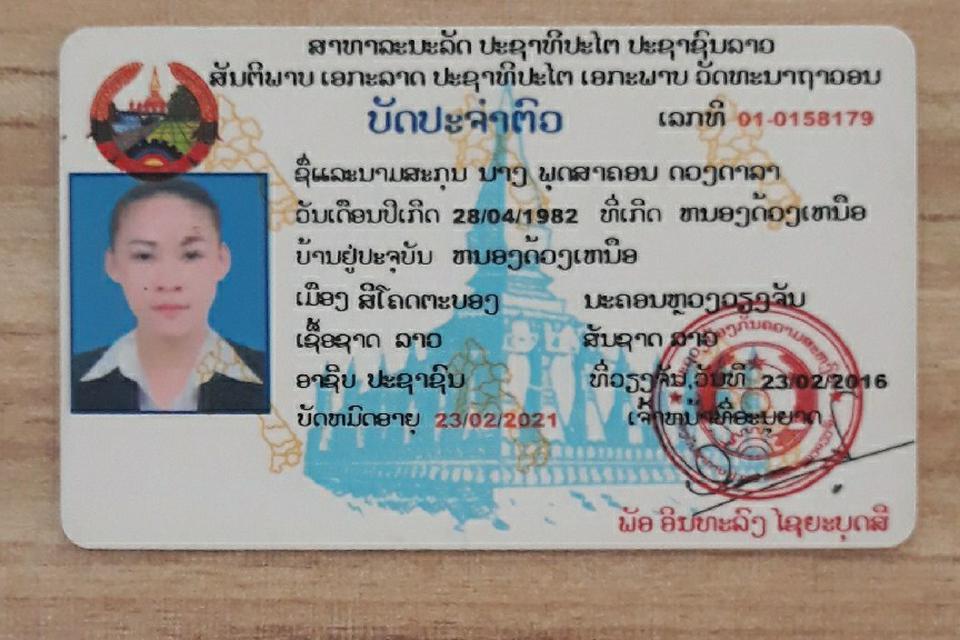 ສາທາລະນະລັດ ປະຊາທິປະໄຕ ປະຊາຊົນລາວ
ສັນຕິພາບ ເອກະລາດ ປະຊາທິປະໄຕ ເອກະພາບ ວັດທະນາຖາວອນ
ບັດປະຈຳຕົວ ເລກທີ 01-0158179
ຊື່ແລະນາມສະກຸນ ນາງ ພຸດສາຄອນ ດວງດາລາ
ວັນເດືອນປີເກີດ 28/04/1982 ທີ່ເກີດ ຫນອງດ້ວງເຫນືອ
ບ້ານຢູ່ປະຈຸບັນ ຫນອງດ້ວງເຫນືອ
ເມືອງ ສີໂຄດຕະບອງ ນະຄອນຫຼວງວຽງຈັນ
ເຊື້ອຊາດ ລາວ ສັນຊາດ ລາວ
ອາຊີບ ປະຊາຊົນ ທີ່ວຽງຈັນ,ວັນທີ 23/02/2016
ບັດຫມົດອາຍຸ 23/02/2021 ເຈົ້າຫນ້າທີ່ອະນຸຍາດ
ພັອ ອິນທະລົງ ໄຊຍະບຸດສີ